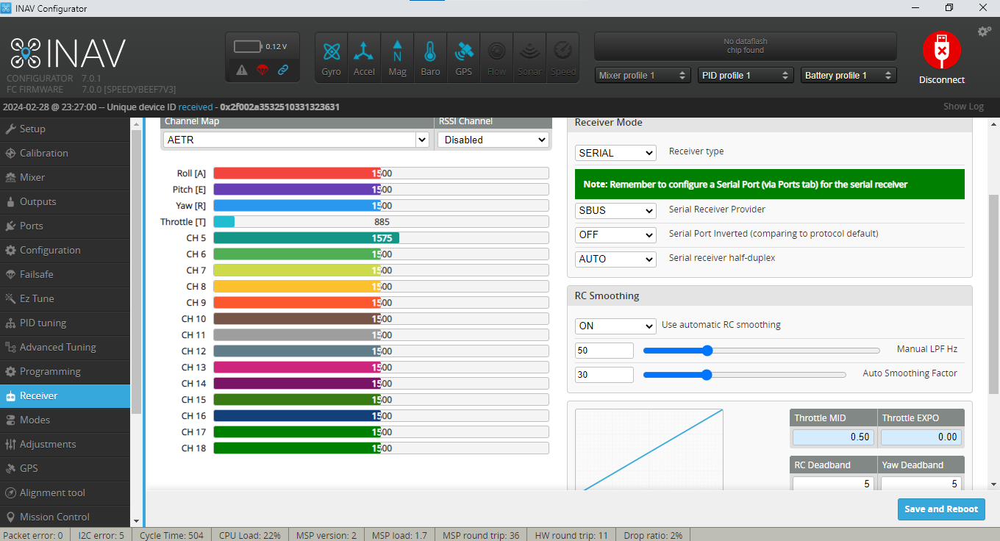 INAV Configurator
INAV
CONFIGURATOR 7.0.1
FC FIRMWARE 7.0.0 [SPEEDYBEEF7V3]
0.12 V
Gyro Accel Mag Baro GPS Flow Sonar Speed
No dataflash
chip found
Mixer profile 1 PID profile 1 Battery profile 1
Disconnect
2024-02-28 @ 23:27:00 -- Unique device ID received - 0x2f002a3532510331323631
Show Log
Setup
Calibration
Mixer
Outputs
Ports
Configuration
Failsafe
Ez Tune
PID tuning
Advanced Tuning
Programming
Receiver
Modes
Adjustments
GPS
Alignment tool
Mission Control
Channel Map RSSI Channel
AETR Disabled
Roll [A] 1500
Pitch [E] 1500
Yaw [R] 1500
Throttle [T] 885
CH 5 1575
CH 6 1500
CH 7 1500
CH 8 1500
CH 9 1500
CH 10 1500
CH 11 1500
CH 12 1500
CH 13 1500
CH 14 1500
CH 15 1500
CH 16 1500
CH 17 1500
CH 18 1500
Receiver Mode
SERIAL Receiver type
Note: Remember to configure a Serial Port (via Ports tab) for the serial receiver
SBUS Serial Receiver Provider
OFF Serial Port Inverted (comparing to protocol default)
AUTO Serial receiver half-duplex
RC Smoothing
ON Use automatic RC smoothing
50 Manual LPF Hz
30 Auto Smoothing Factor
Throttle MID Throttle EXPO
0.50 0.00
RC Deadband Yaw Deadband
5 5
Save and Reboot
Packet error: 0 I2C error: 5 Cycle Time: 504 CPU Load: 22% MSP version: 2 MSP load: 1.7 MSP round trip: 36 HW round trip: 11 Drop ratio: 2%